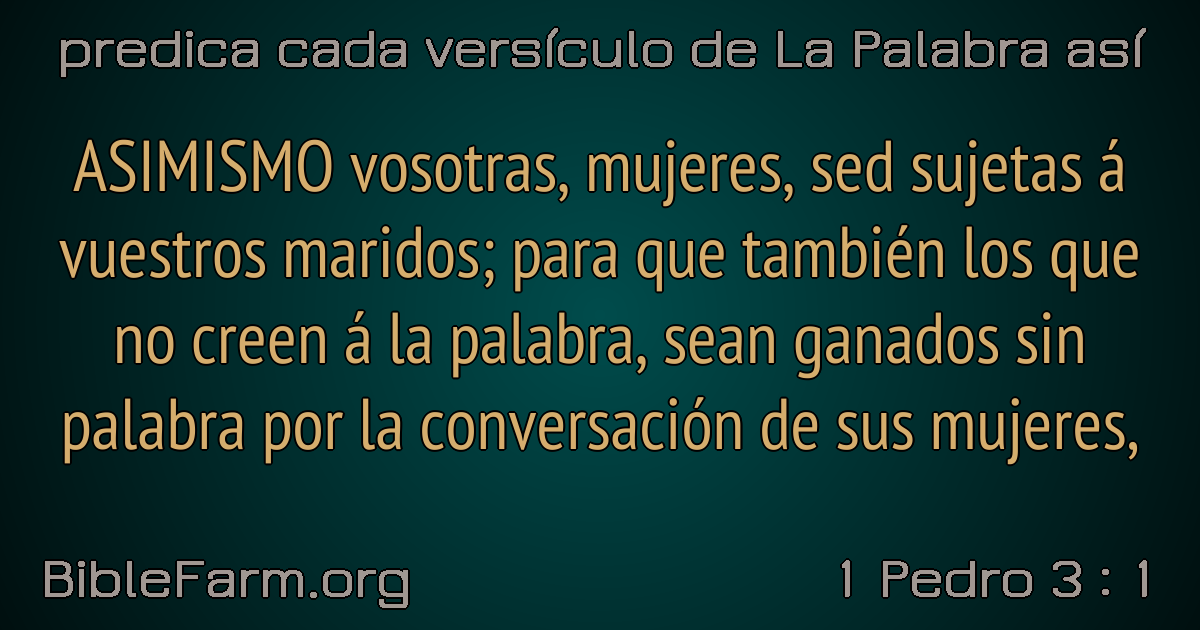 predica cada versículo de La Palabra así
ASIMISMO vosotras, mujeres, sed sujetas á
vuestros maridos; para que también los que
no creen á la palabra, sean ganados sin
palabra por la conversación de sus mujeres,
BibleFarm.org
1 Pedro 3 : 1